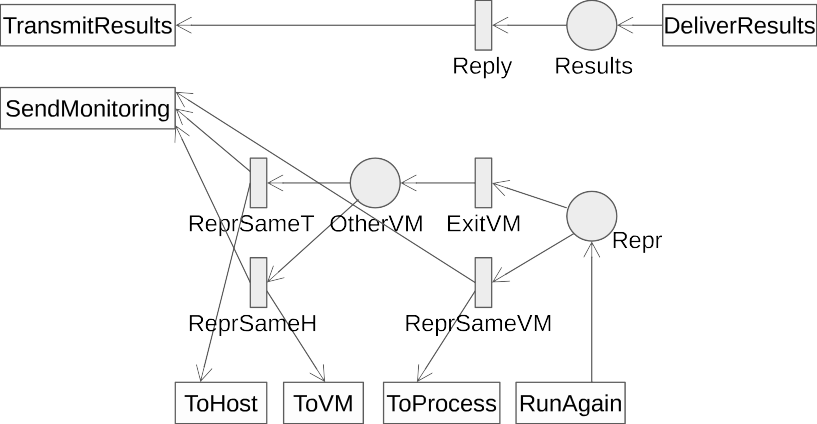 TransmitResults
DeliverResults
Reply
Results
SendMonitoring
ReprSameT
OtherVM
ExitVM
Repr
ReprSameH
ReprSameVM
ToHost
ToVM
ToProcess
RunAgain